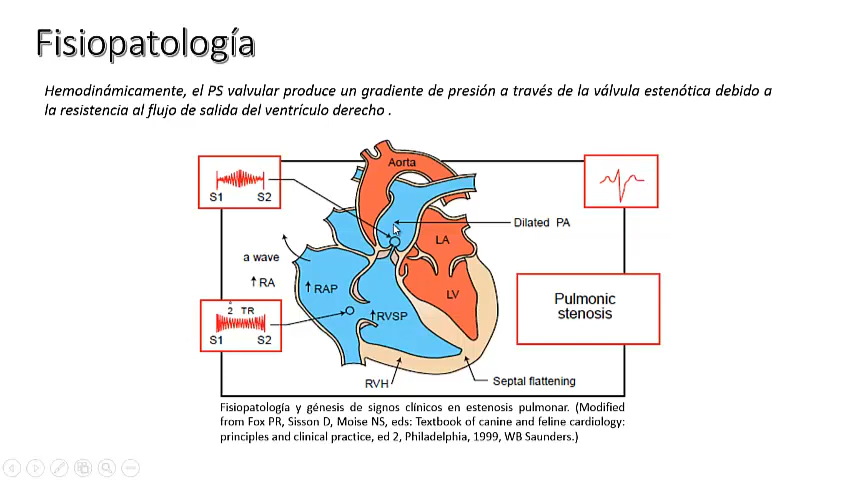 Fisiopatología
Hemodinámicamente, el PS valvular produce un gradiente de presión a través de la válvula estenótica debido a
la resistencia al flujo de salida del ventrículo derecho .
Aorta
S1 S2
Dilated PA
LA
a wave
↑ RA
↑ RAP
LV
Pulmonic
stenosis
2° TR
↑RVSP
S1 S2
RVH
Septal flattening
Fisiopatología y génesis de signos clínicos en estenosis pulmonar. (Modified
from Fox PR, Sisson D, Moise NS, eds: Textbook of canine and feline cardiology:
principles and clinical practice, ed 2, Philadelphia, 1999, WB Saunders.)